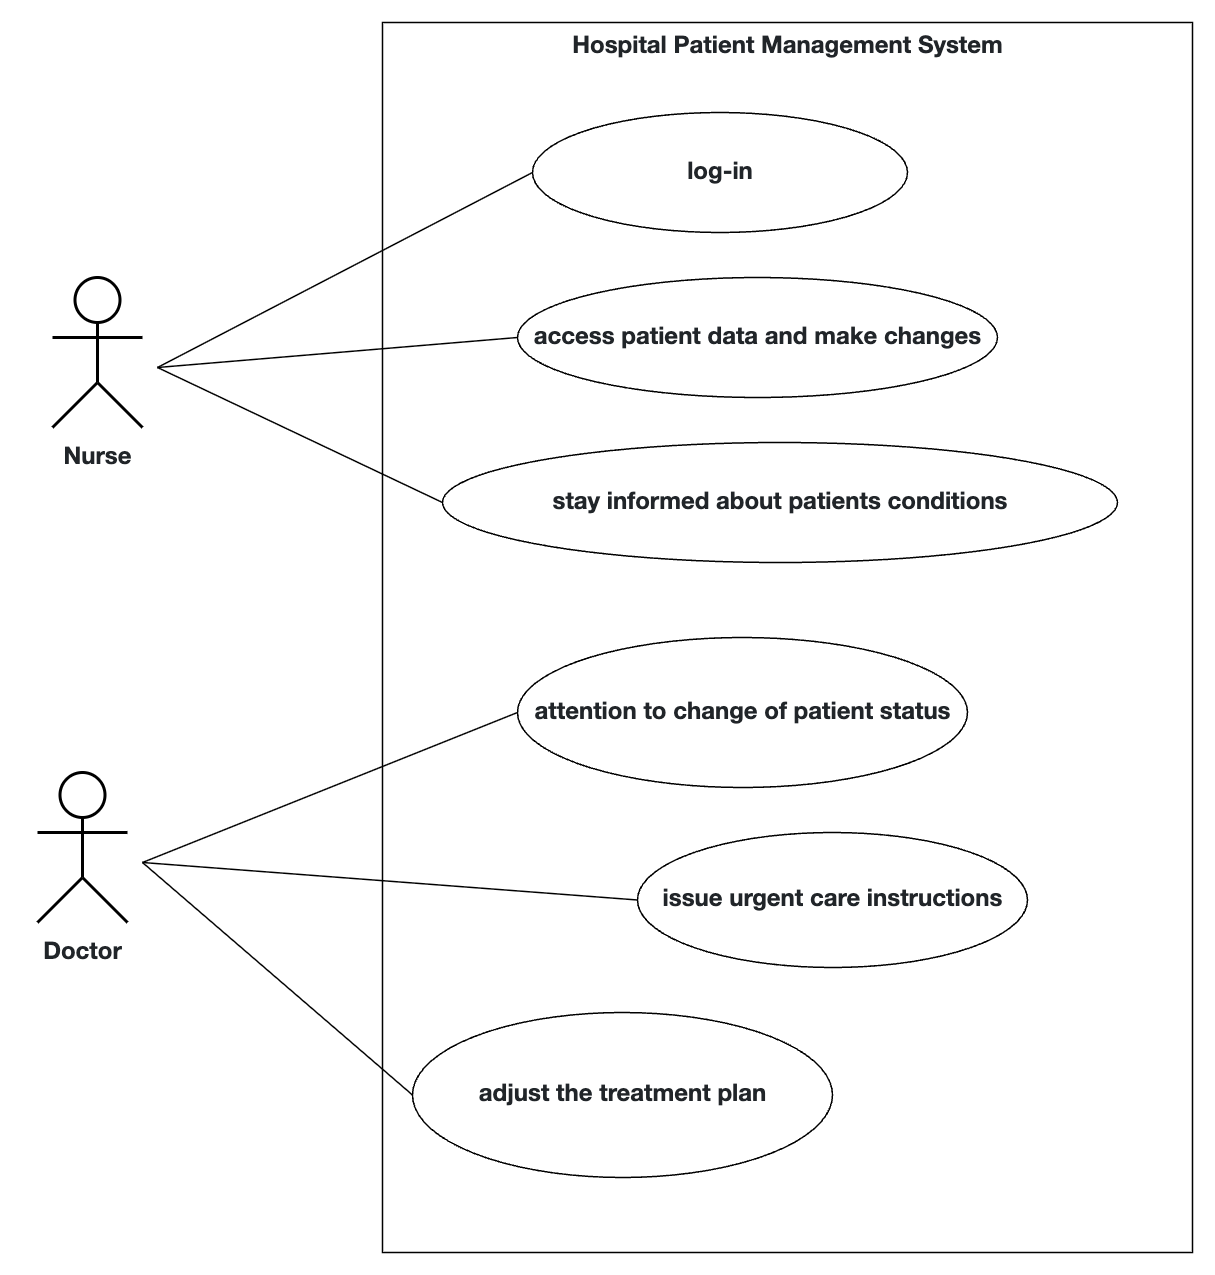 Hospital Patient Management System
log-in
access patient data and make changes
Nurse
stay informed about patients conditions
attention to change of patient status
issue urgent care instructions
Doctor
adjust the treatment plan